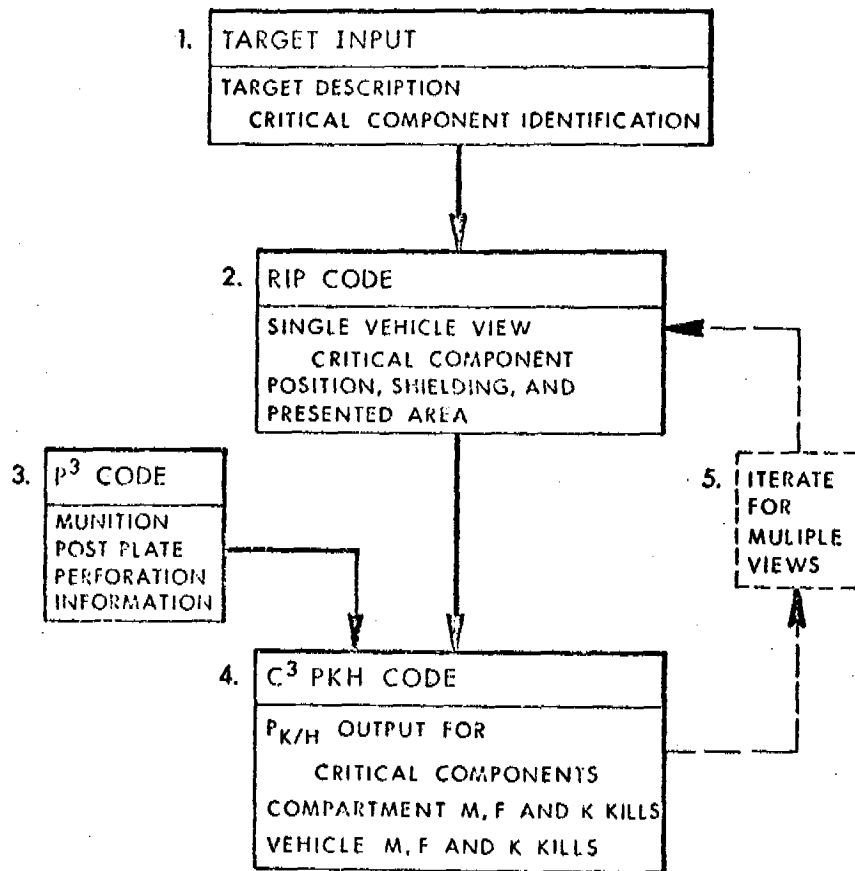 1. TARGET INPUT
TARGET DESCRIPTION
CRITICAL COMPONENT IDENTIFICATION
2. RIP CODE
SINGLE VEHICLE VIEW
CRITICAL COMPONENT
POSITION, SHIELDING, AND
PRESENTED AREA
3. P³ CODE
MUNITION
POST PLATE
PERFORATION
INFORMATION
5. ITERATE
FOR
MULIPLE
VIEWS
4. C³ PKH CODE
P_K/H OUTPUT FOR
CRITICAL COMPONENTS
COMPARTMENT M, F AND K KILLS
VEHICLE M, F AND K KILLS